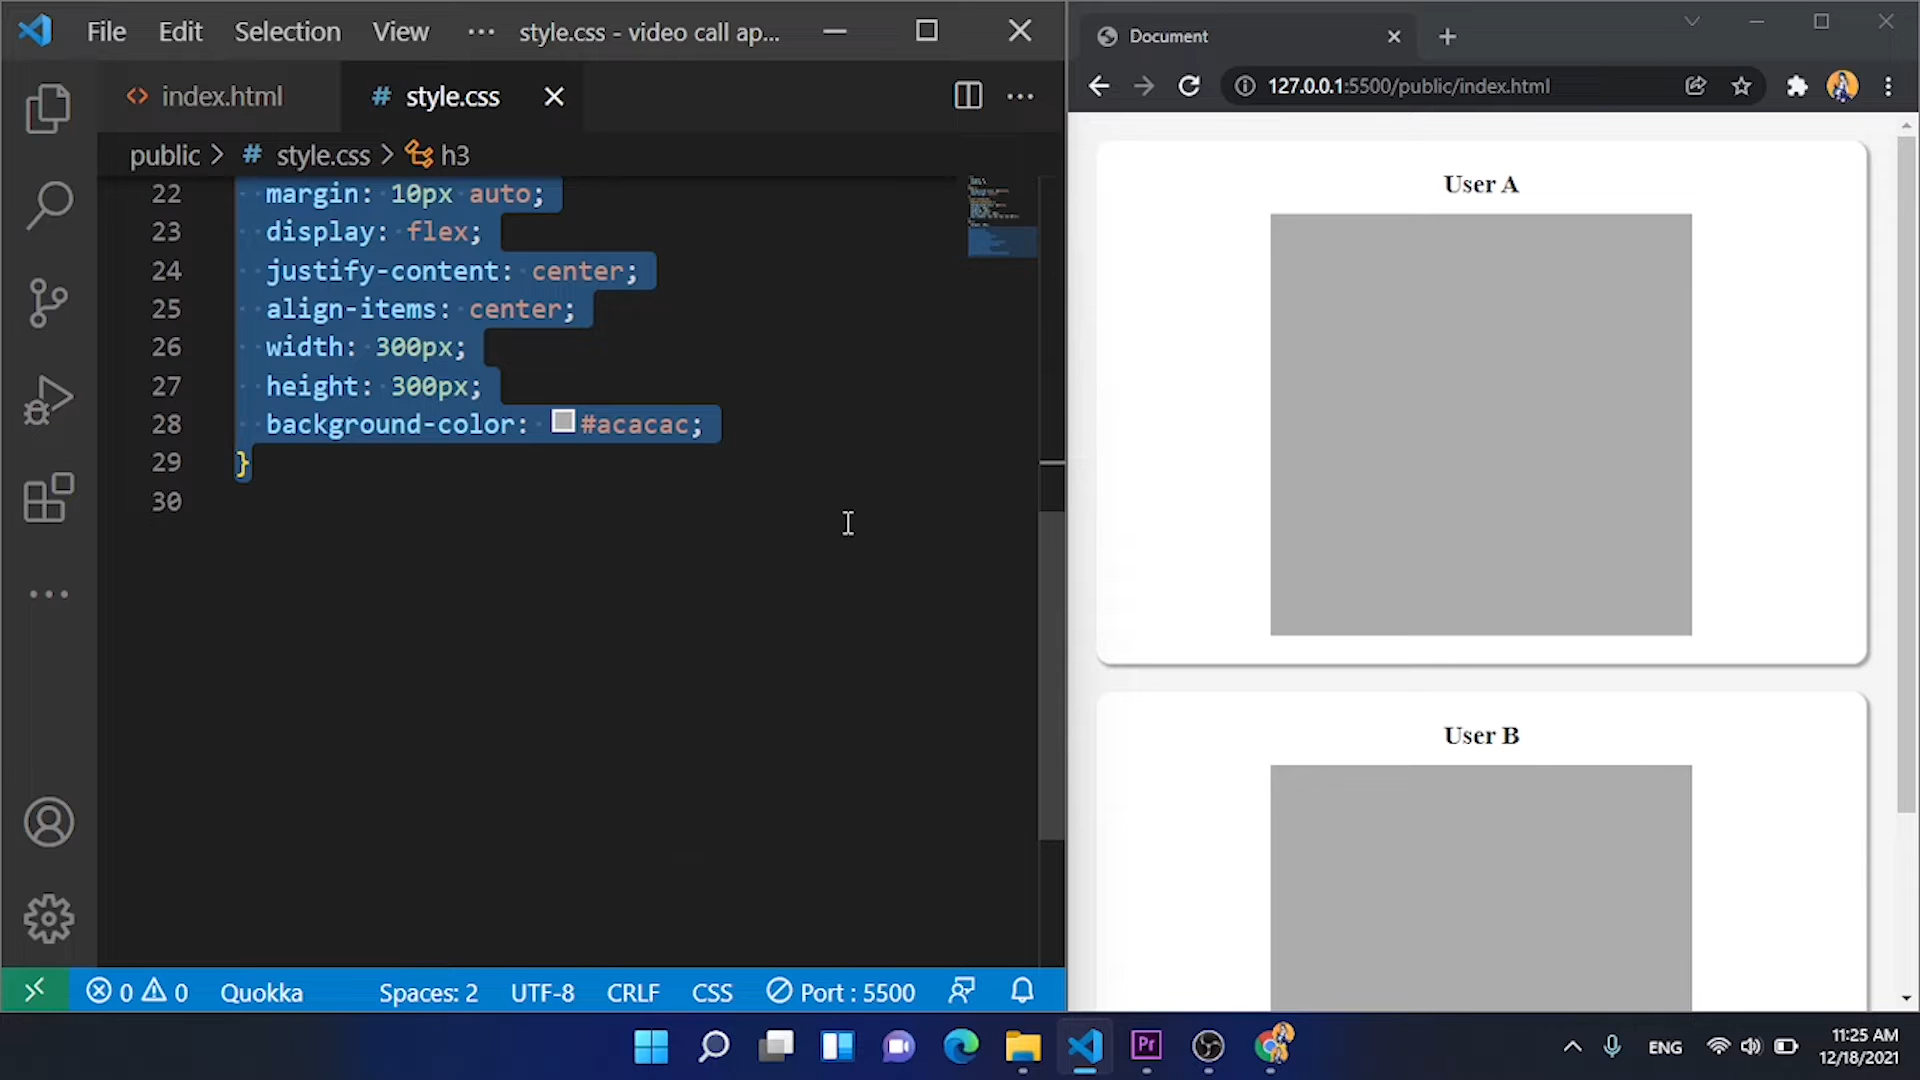 File Edit Selection View ··· style.css - video call ap...
index.html # style.css
public > # style.css > h3
22 margin: 10px auto;
23 display: flex;
24 justify-content: center;
25 align-items: center;
26 width: 300px;
27 height: 300px;
28 background-color: #acacac;
29 }
30
0 0 Quokka Spaces: 2 UTF-8 CRLF CSS Port : 5500
Document
127.0.0.1:5500/public/index.html
User A
User B
Pr
ENG
11:25 AM
12/18/2021